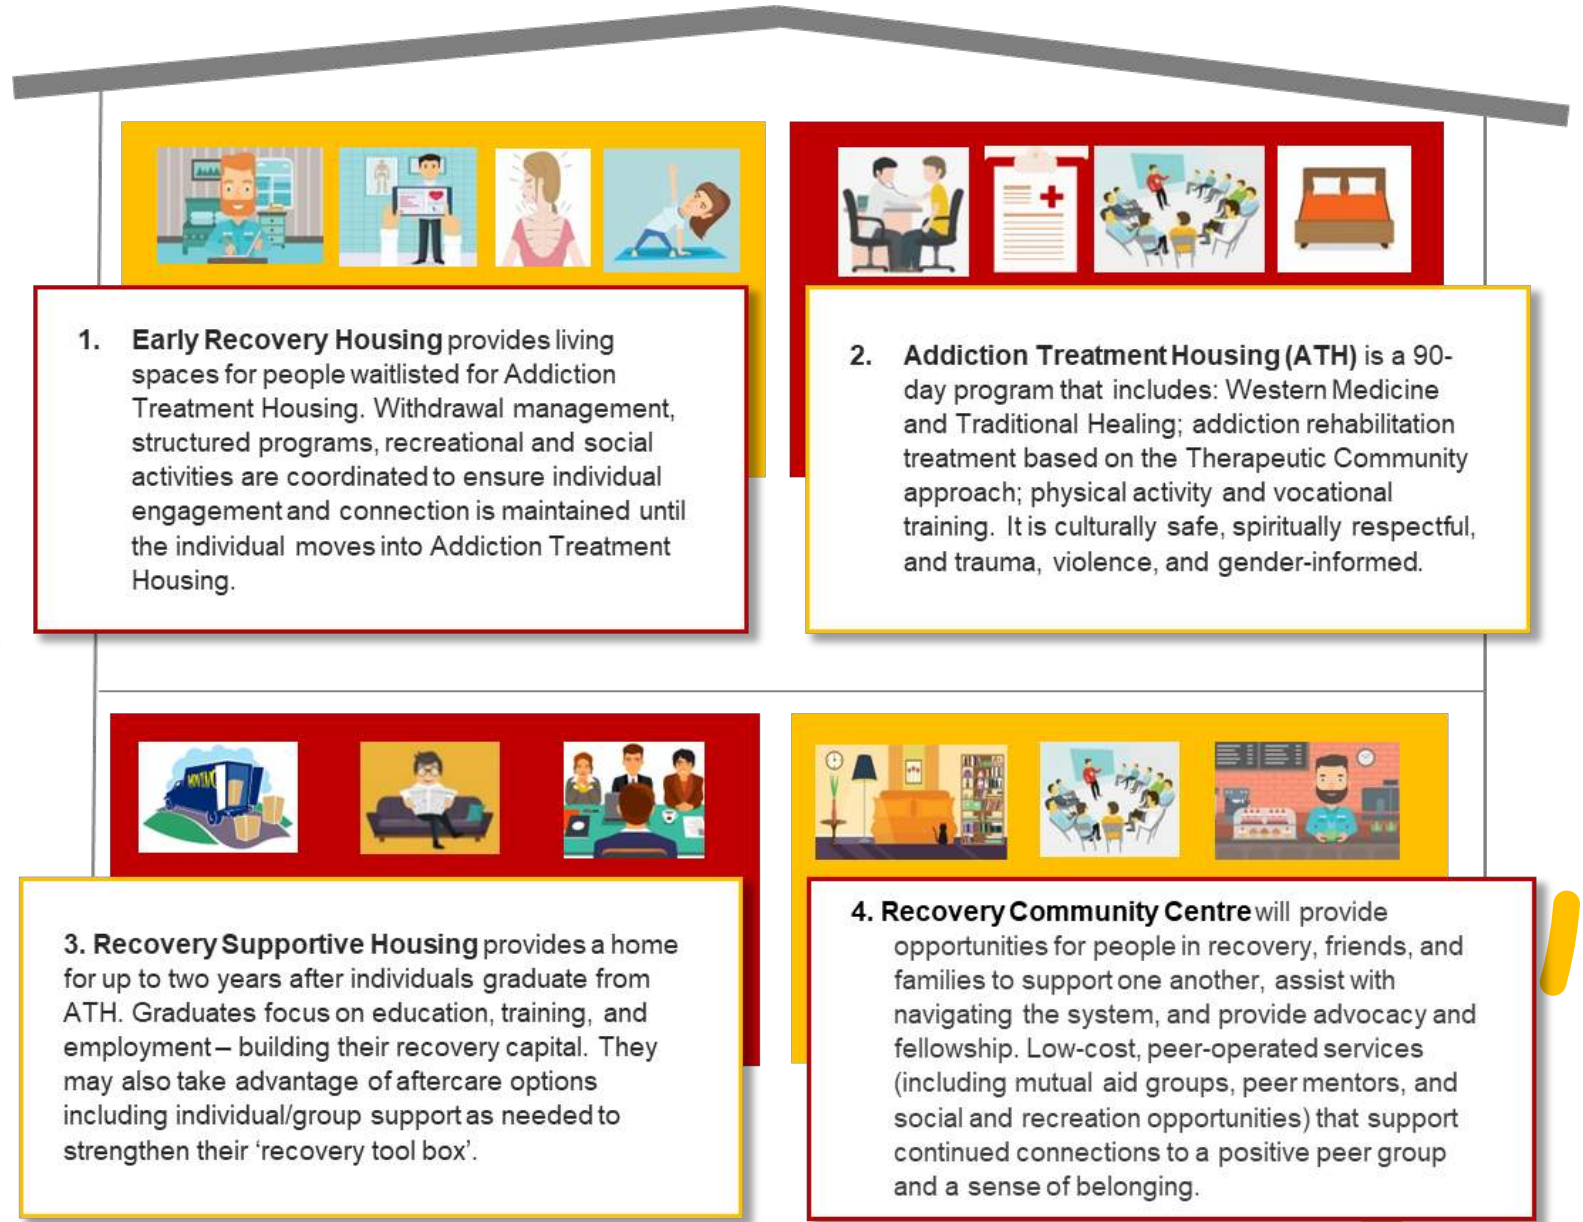 1. Early Recovery Housing provides living
spaces for people waitlisted for Addiction
Treatment Housing. Withdrawal management,
structured programs, recreational and social
activities are coordinated to ensure individual
engagement and connection is maintained until
the individual moves into Addiction Treatment
Housing.
2. Addiction Treatment Housing (ATH) is a 90-
day program that includes: Western Medicine
and Traditional Healing; addiction rehabilitation
treatment based on the Therapeutic Community
approach; physical activity and vocational
training. It is culturally safe, spiritually respectful,
and trauma, violence, and gender-informed.
MOVING
3. Recovery Supportive Housing provides a home
for up to two years after individuals graduate from
ATH. Graduates focus on education, training, and
employment – building their recovery capital. They
may also take advantage of aftercare options
including individual/group support as needed to
strengthen their ‘recovery tool box’.
4. Recovery Community Centre will provide
opportunities for people in recovery, friends, and
families to support one another, assist with
navigating the system, and provide advocacy and
fellowship. Low-cost, peer-operated services
(including mutual aid groups, peer mentors, and
social and recreation opportunities) that support
continued connections to a positive peer group
and a sense of belonging.